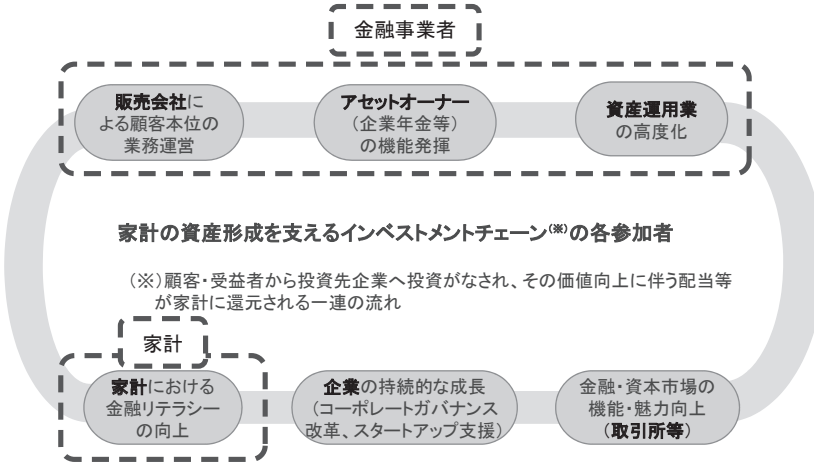 金融事業者
販売会社に
よる顧客本位の
業務運営
アセットオーナー
(企業年金等)
の機能発揮
資産運用業
の高度化
家計の資産形成を支えるインベストメントチェーン(※)の各参加者
(※)顧客・受益者から投資先企業へ投資がなされ、その価値向上に伴う配当等
が家計に還元される一連の流れ
家計
家計における
金融リテラシー
の向上
企業の持続的な成長
(コーポレートガバナンス
改革、スタートアップ支援)
金融・資本市場の
機能・魅力向上
(取引所等)